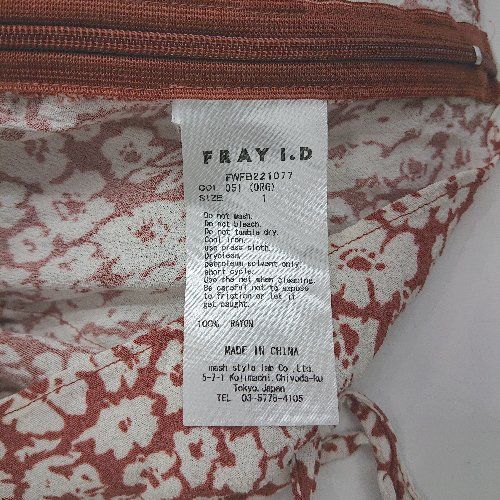 FRAY I.D
FWFB221077
COL 051 (ORG)
SIZE 1
Do not wash.
Do not bleach.
Do not tumble dry.
Cool iron.
use press cloth.
Dryclean.
petroleum solvent only
short cycle.
Use the net when cleaning.
Be careful not to expose
to friction or let it
get caught.
100% RAYON
MADE IN CHINA
mash style lab Co.,Ltd.
5-7-1 Kojimachi,Chiyoda-ku
Tokyo,Japan
TEL 03-5778-4105